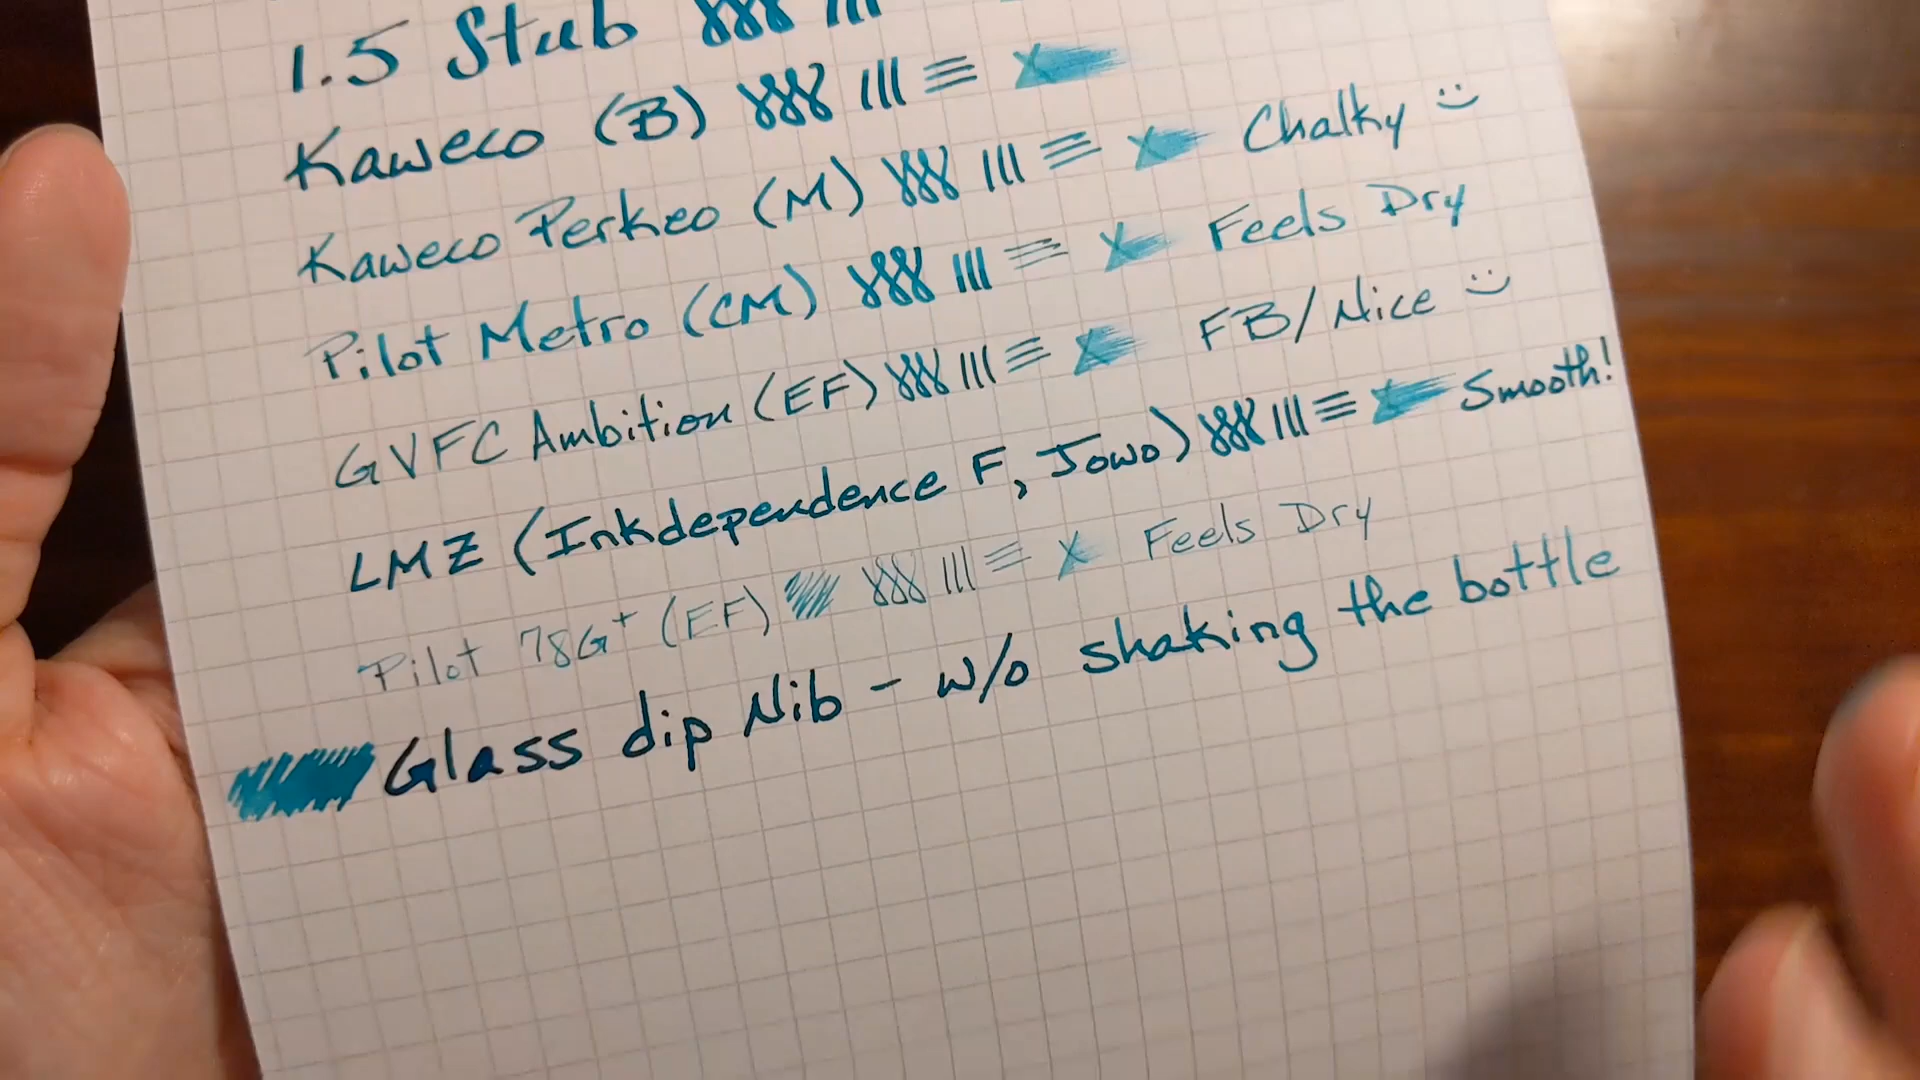 1.5 Stub
Kaweco (B)
Kaweco Perkeo (M) Chalky :)
Pilot Metro (CM) Feels Dry
GVFC Ambition (EF) FB/Nice :)
LMZ (Inkdependence F, Jowo) Smooth!
Pilot 78G+ (EF) Feels Dry
Glass dip Nib - w/o shaking the bottle